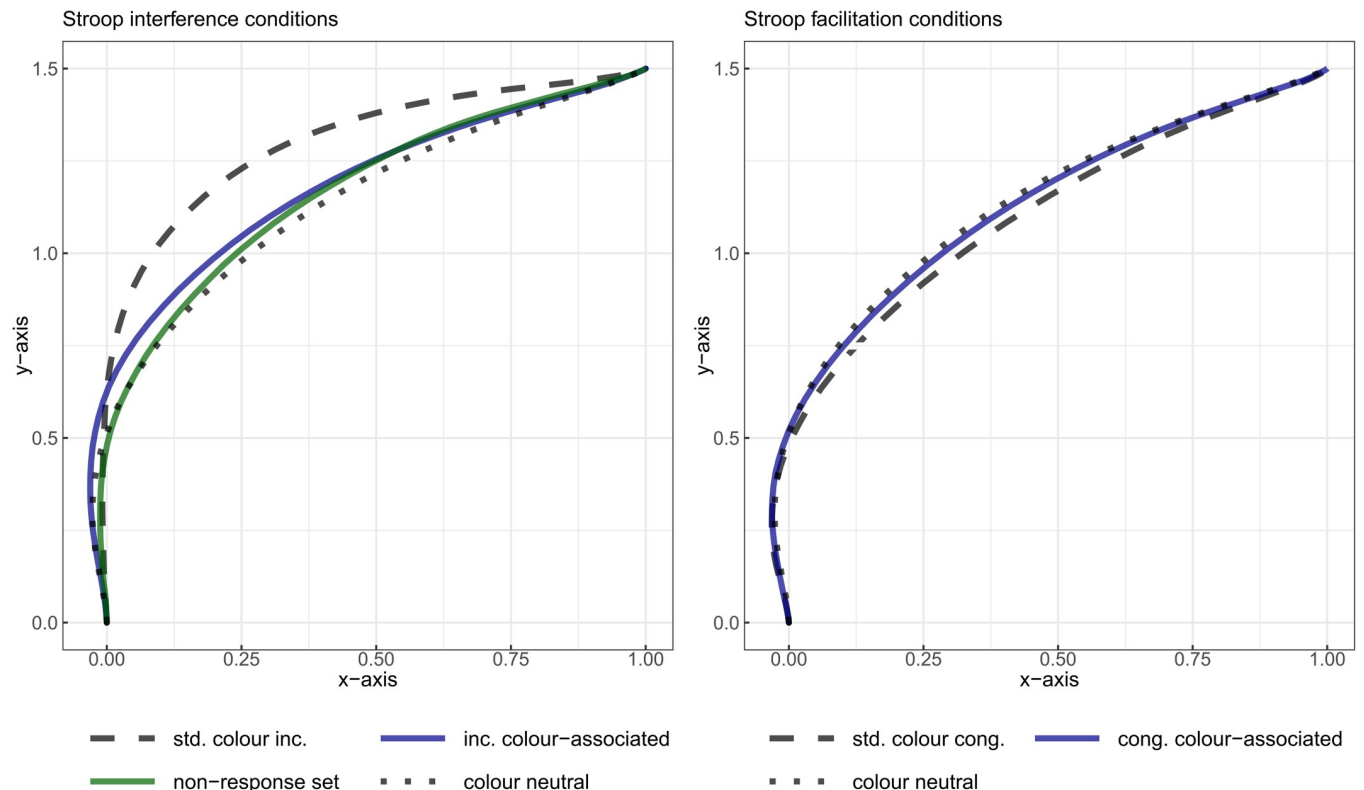 Stroop interference conditions
Stroop facilitation conditions
1.5
1.0
0.5
0.0
y−axis
0.00 0.25 0.50 0.75 1.00
x−axis
1.5
1.0
0.5
0.0
y−axis
0.00 0.25 0.50 0.75 1.00
x−axis
std. colour inc. inc. colour−associated
non−response set colour neutral
std. colour cong. cong. colour−associated
colour neutral